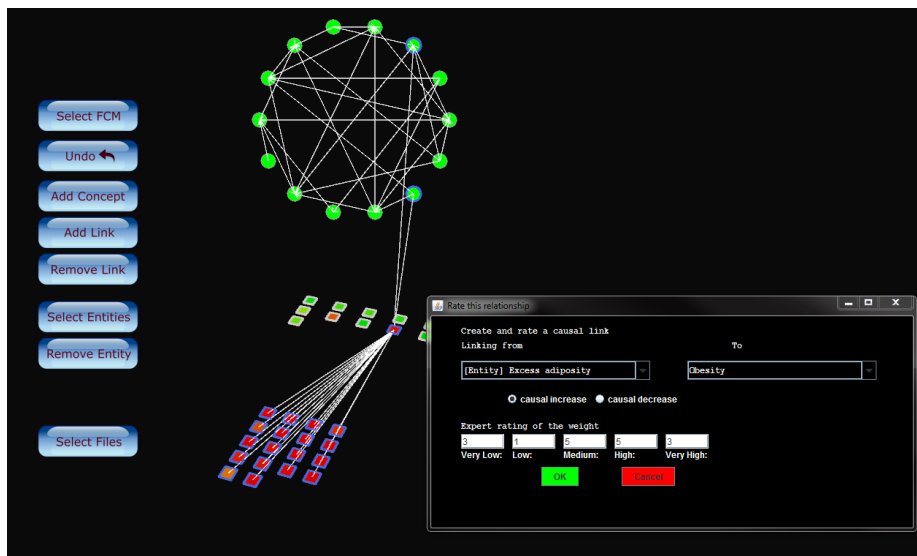 Select FCM
Undo
Add Concept
Add Link
Remove Link
Select Entities
Remove Entity
Select Files
Rate this relationship
Create and rate a causal link
Linking from To
[Entity] Excess adiposity Obesity
causal increase causal decrease
Expert rating of the weight
3 1 5 5 3
Very Low: Low: Medium: High: Very High:
OK Cancel